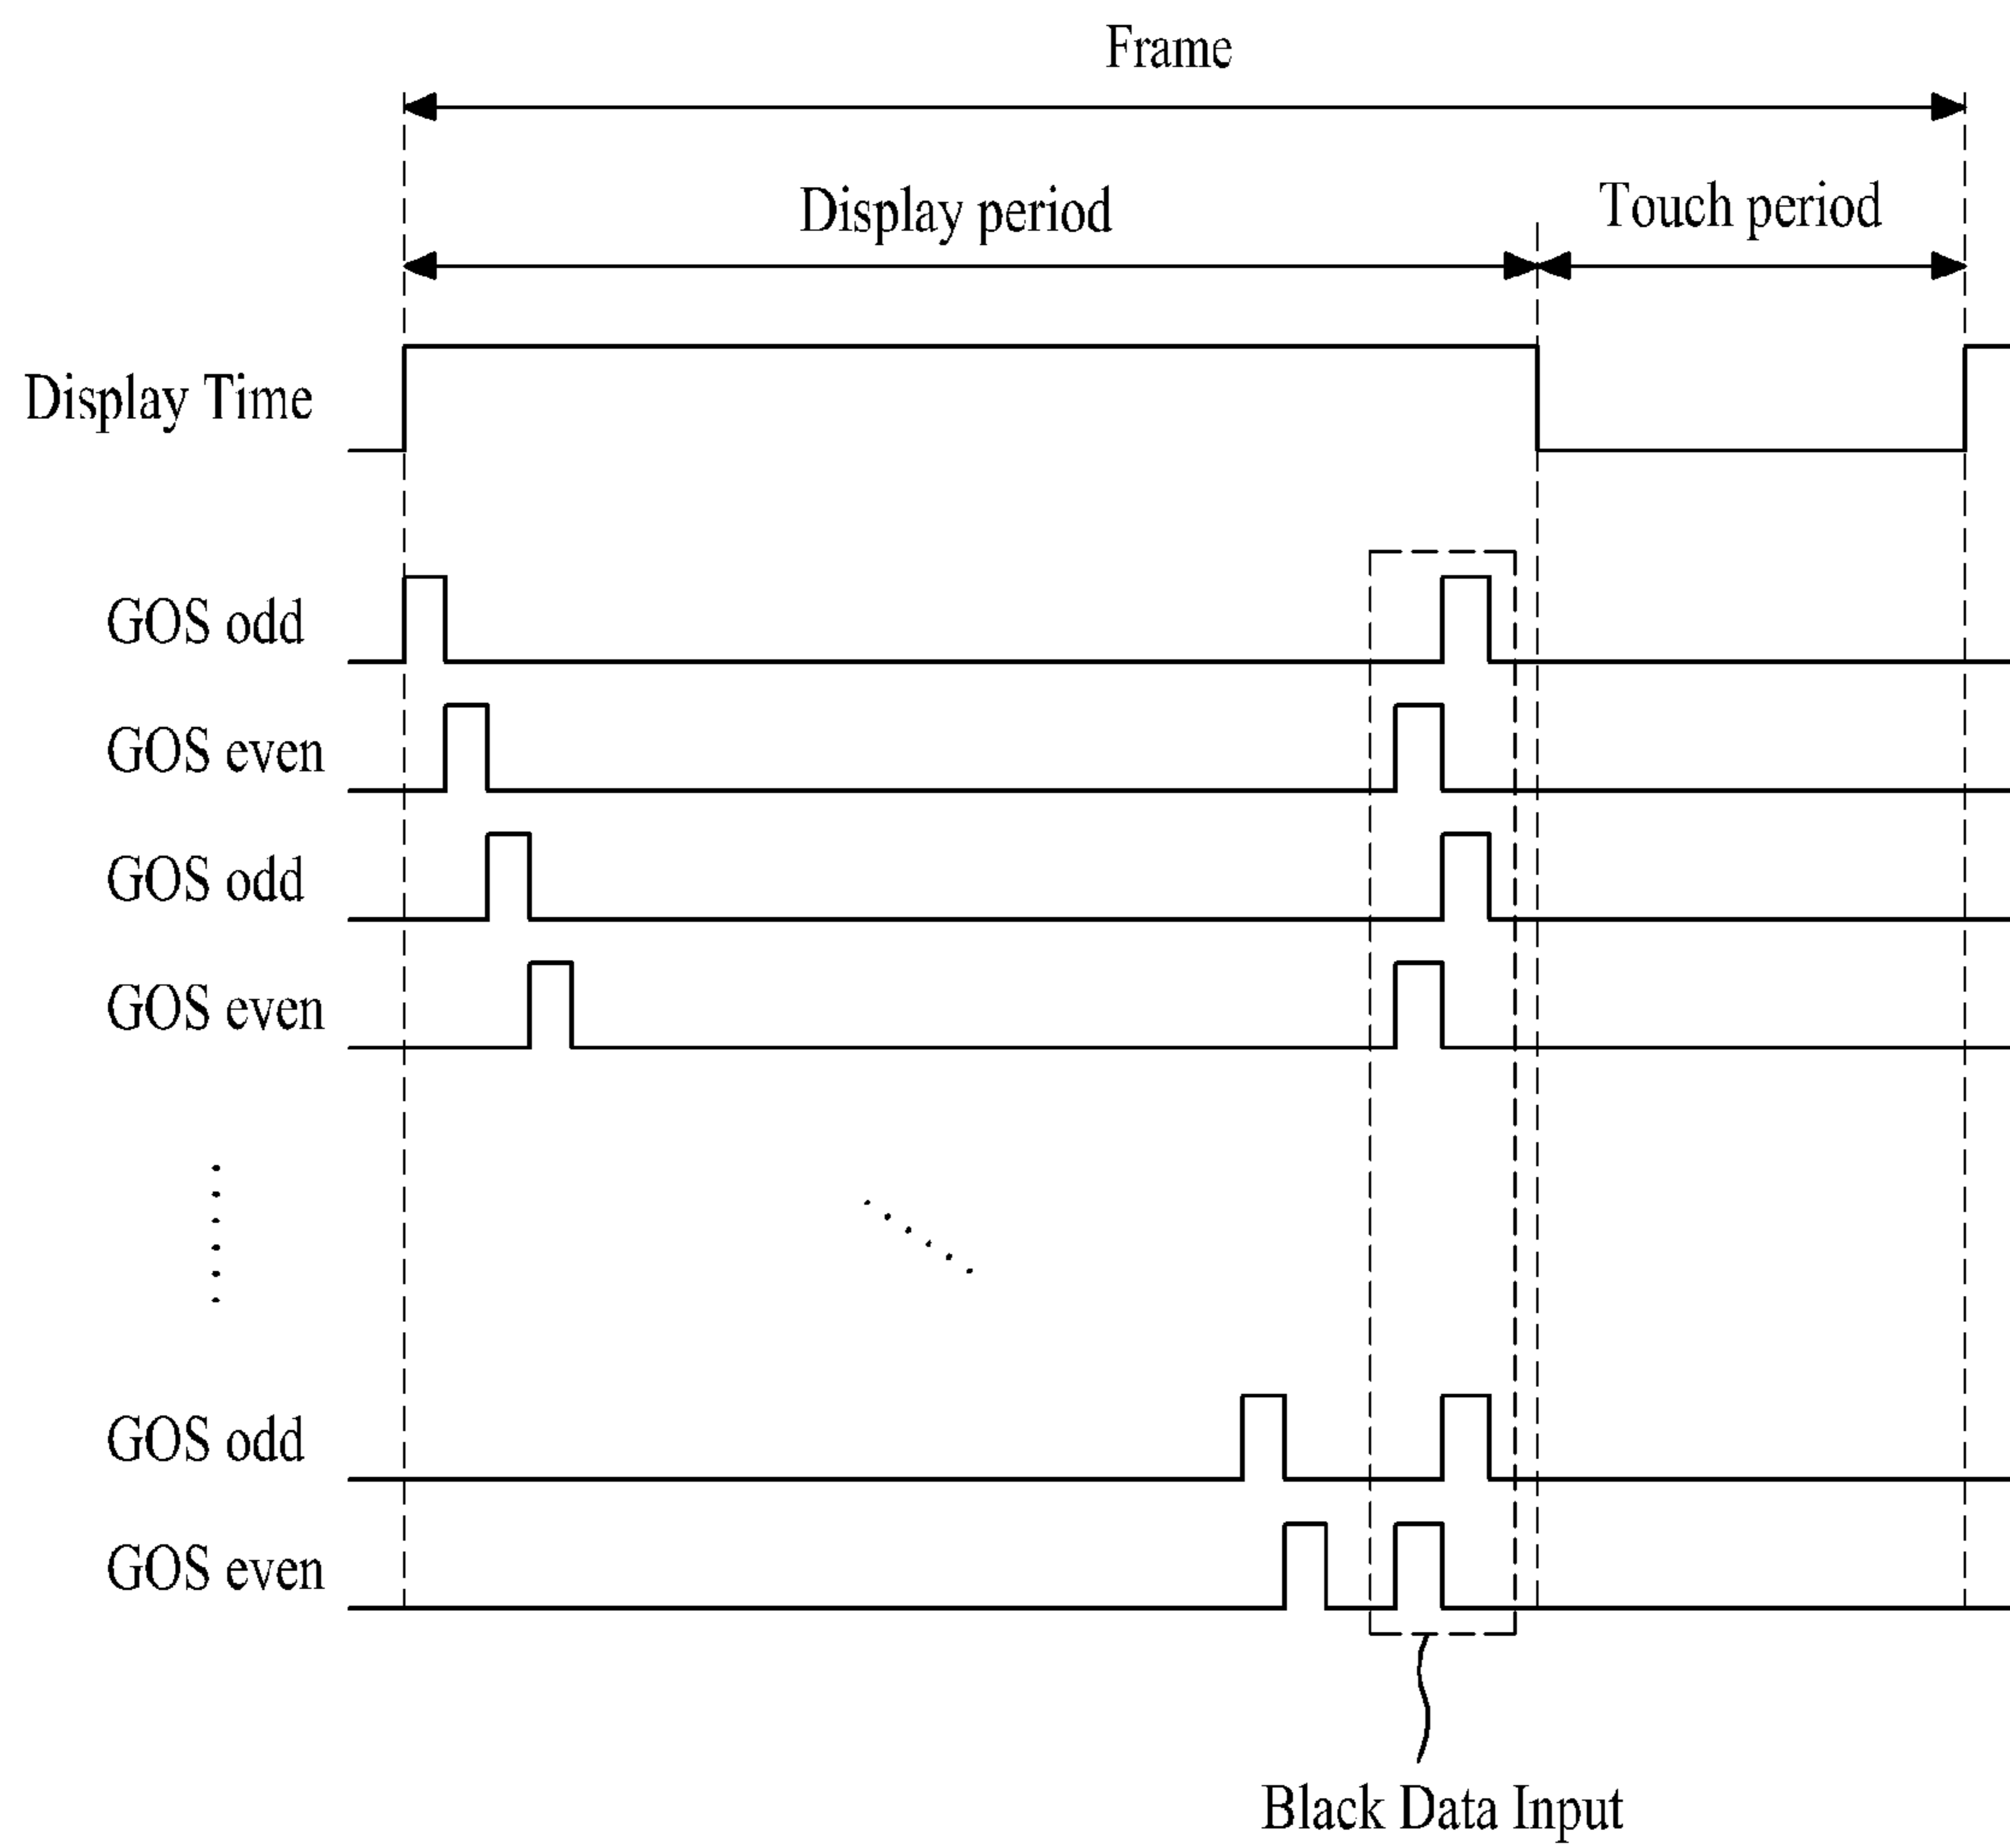 Frame
Display period
Touch period
Display Time
GOS odd
GOS even
GOS odd
GOS even
GOS odd
GOS even
Black Data Input